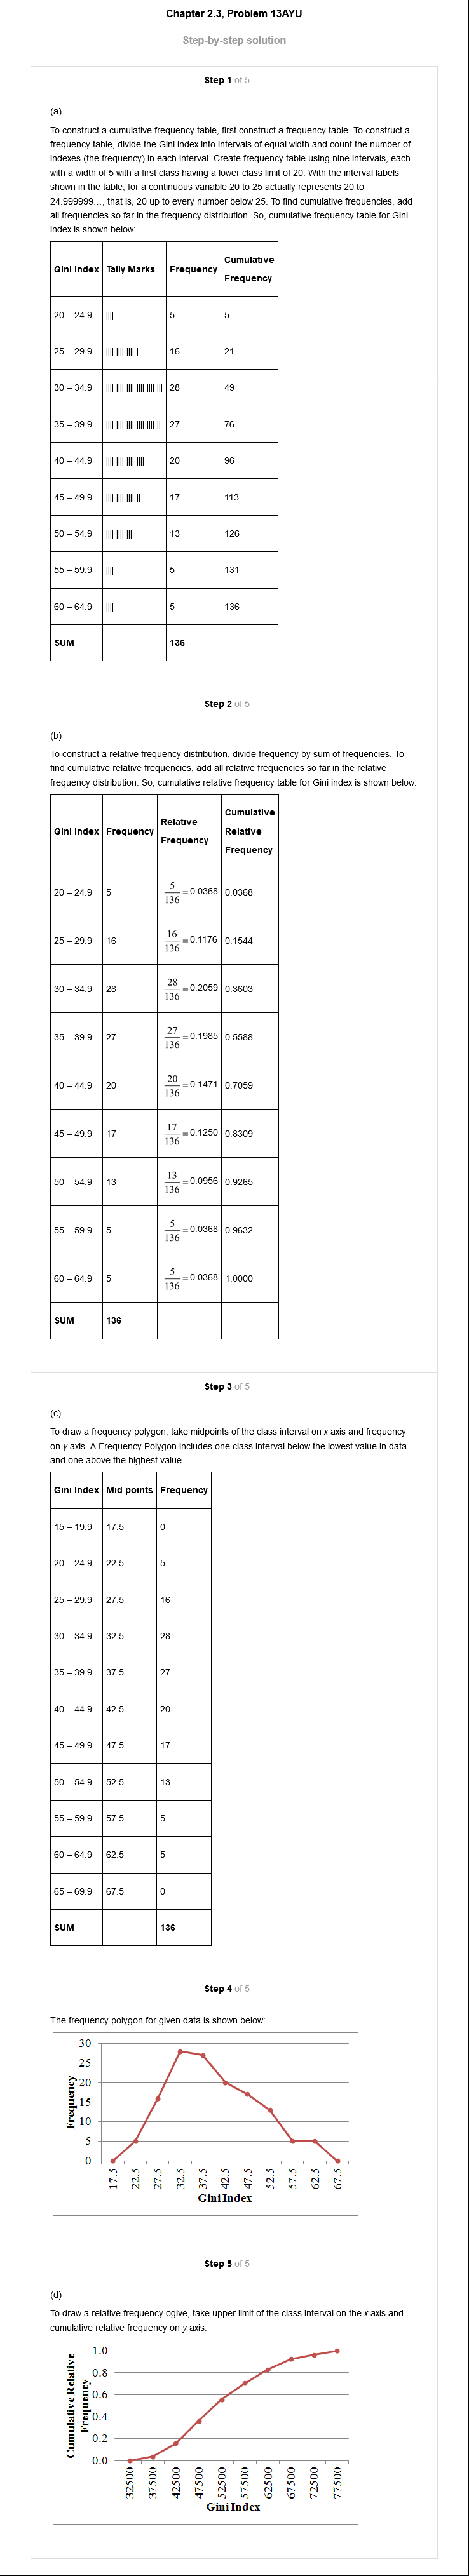 Chapter 2.3, Problem 13AYU
Step-by-step solution
Step 1 of 5
(a)
To construct a cumulative frequency table, first construct a frequency table. To construct a
frequency table, divide the Gini index into intervals of equal width and count the number of
indexes (the frequency) in each interval. Create frequency table using nine intervals, each
with a width of 5 with a first class having a lower class limit of 20. With the interval labels
shown in the table, for a continuous variable 20 to 25 actually represents 20 to
24.999999…, that is, 20 up to every number below 25. To find cumulative frequencies, add
all frequencies so far in the frequency distribution. So, cumulative frequency table for Gini
index is shown below:
Gini Index Tally Marks Frequency Cumulative Frequency
20 – 24.9 5 5
25 – 29.9 16 21
30 – 34.9 28 49
35 – 39.9 27 76
40 – 44.9 20 96
45 – 49.9 17 113
50 – 54.9 13 126
55 – 59.9 5 131
60 – 64.9 5 136
SUM 136
Step 2 of 5
(b)
To construct a relative frequency distribution, divide frequency by sum of frequencies. To
find cumulative relative frequencies, add all relative frequencies so far in the relative
frequency distribution. So, cumulative relative frequency table for Gini index is shown below:
Gini Index Frequency Relative Frequency Cumulative Relative Frequency
20 – 24.9 5 5/136 = 0.0368 0.0368
25 – 29.9 16 16/136 = 0.1176 0.1544
30 – 34.9 28 28/136 = 0.2059 0.3603
35 – 39.9 27 27/136 = 0.1985 0.5588
40 – 44.9 20 20/136 = 0.1471 0.7059
45 – 49.9 17 17/136 = 0.1250 0.8309
50 – 54.9 13 13/136 = 0.0956 0.9265
55 – 59.9 5 5/136 = 0.0368 0.9632
60 – 64.9 5 5/136 = 0.0368 1.0000
SUM 136
Step 3 of 5
(c)
To draw a frequency polygon, take midpoints of the class interval on x axis and frequency
on y axis. A Frequency Polygon includes one class interval below the lowest value in data
and one above the highest value.
Gini Index Mid points Frequency
15 – 19.9 17.5 0
20 – 24.9 22.5 5
25 – 29.9 27.5 16
30 – 34.9 32.5 28
35 – 39.9 37.5 27
40 – 44.9 42.5 20
45 – 49.9 47.5 17
50 – 54.9 52.5 13
55 – 59.9 57.5 5
60 – 64.9 62.5 5
65 – 69.9 67.5 0
SUM 136
Step 4 of 5
The frequency polygon for given data is shown below:
Frequency
30
25
20
15
10
5
0
17.5 22.5 27.5 32.5 37.5 42.5 47.5 52.5 57.5 62.5 67.5
Gini Index
Step 5 of 5
(d)
To draw a relative frequency ogive, take upper limit of the class interval on the x axis and
cumulative relative frequency on y axis.
Cumulative Relative
Frequency
1.0
0.8
0.6
0.4
0.2
0.0
32500 37500 42500 47500 52500 57500 62500 67500 72500 77500
Gini Index